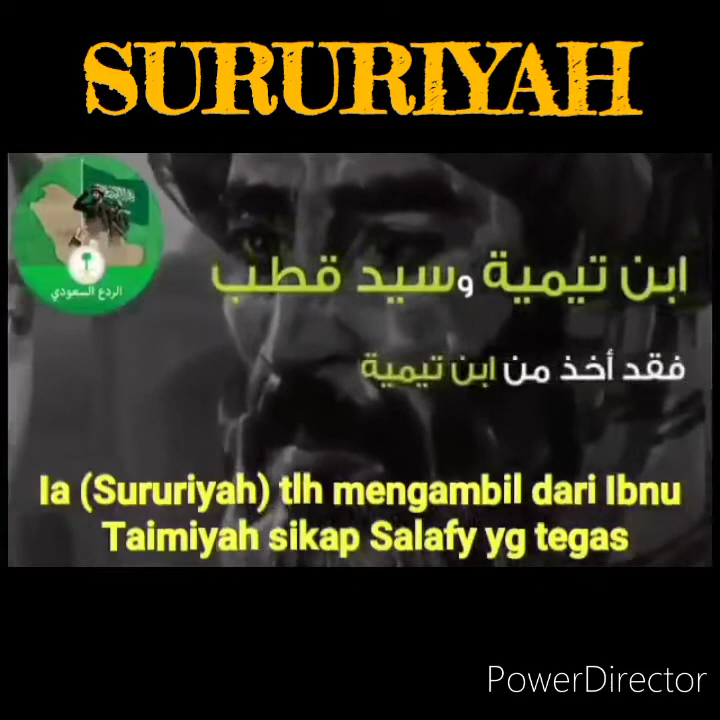 SURURIYAH
الردع السعودي
ابن تيمية وسيد قطب
فقد أخذ من ابن تيمية
Ia (Sururiyah) tlh mengambil dari Ibnu
Taimiyah sikap Salafy yg tegas
PowerDirector